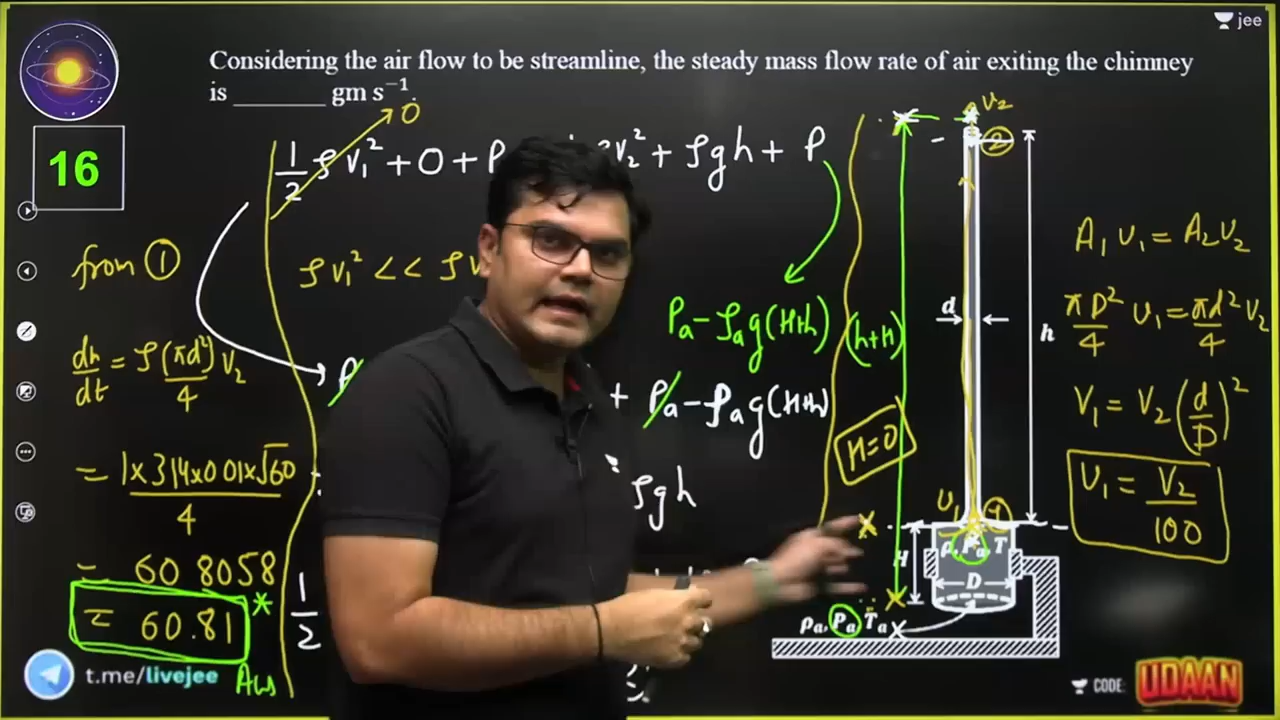 jee
Considering the air flow to be streamline, the steady mass flow rate of air exiting the chimney
is ________ gm s⁻¹.
16
0
1/2 ρv₁² + 0 + P
v₂² + ρgh + P
from ①
ρv₁² <<
dm/dt = ρ(πd²/4)v₂
= 1×3.14×0.01×√60 / 4
= 60.8058
= 60.81 *
Ans
Pa - ρag(H+h)
+ Pa - ρag(H+h)
ρgh
1/2
(h+H)
H=0
v₂
②
d
h
v₁
①
ρ, Pa, T
H
D
ρa, Pa, Ta
A₁v₁ = A₂v₂
πD²/4 v₁ = πd²/4 v₂
v₁ = v₂(d/D)²
v₁ = v₂/100
t.me/livejee
CODE:
UDAAN